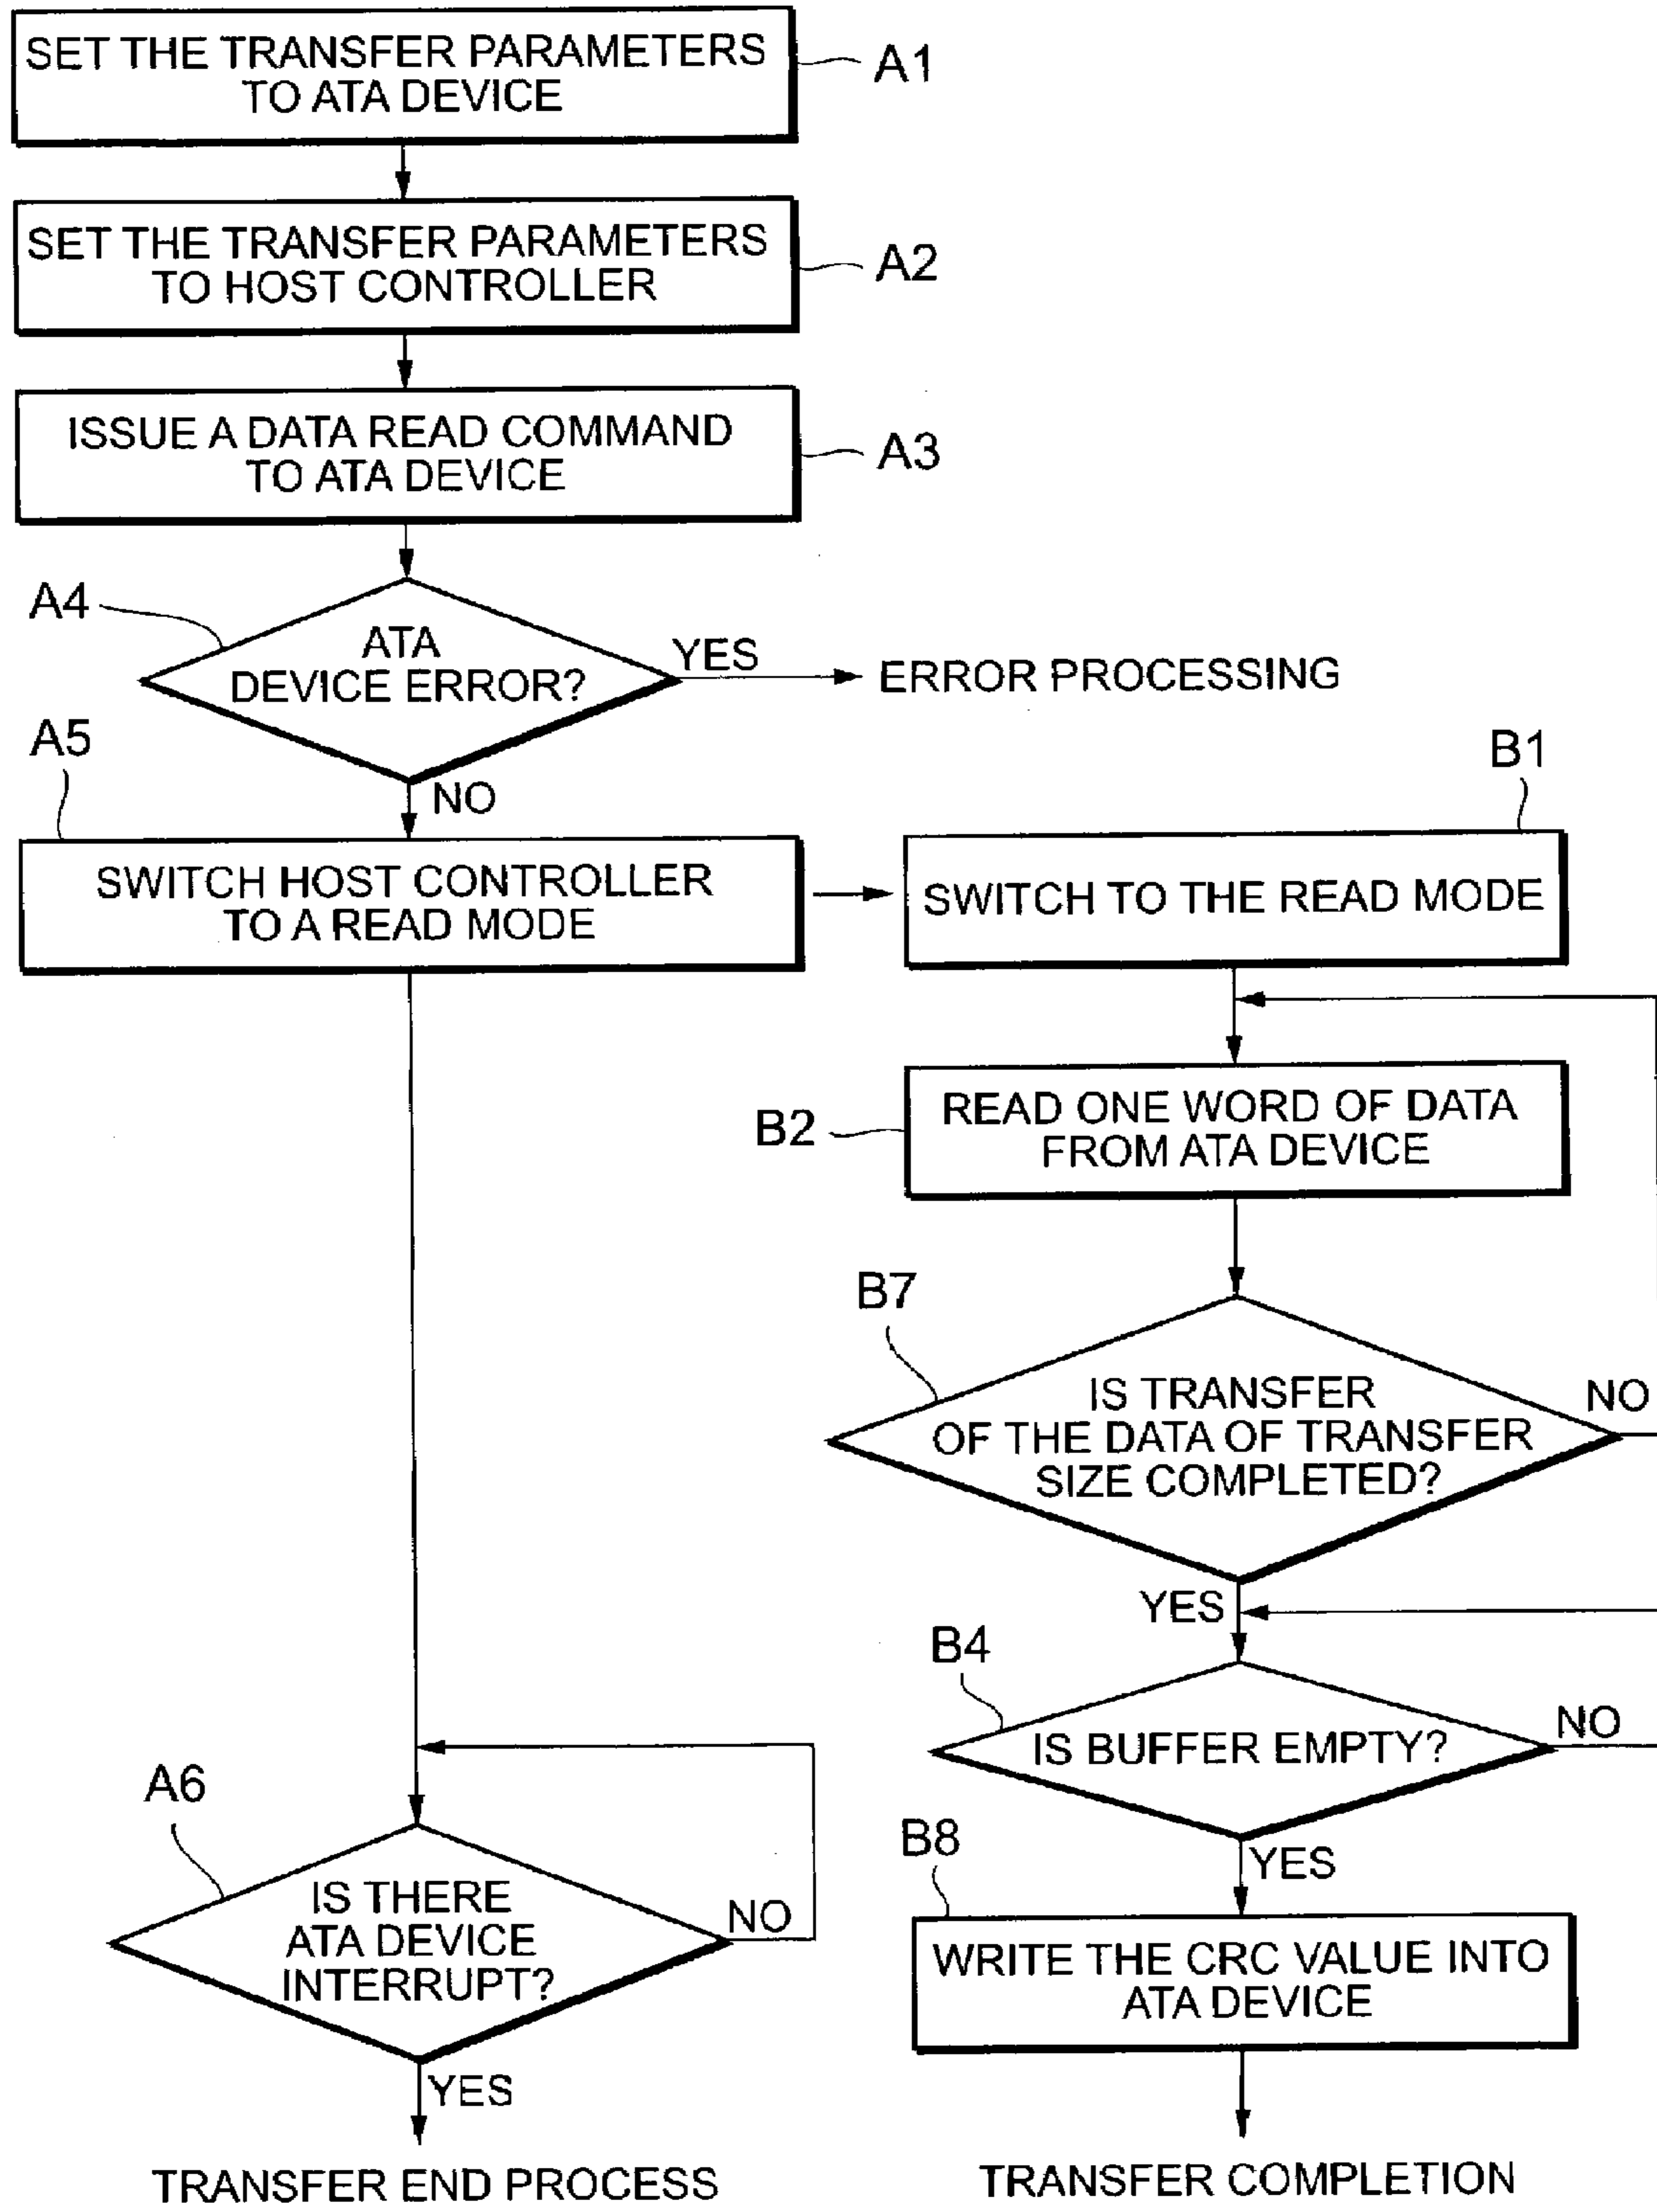 SET THE TRANSFER PARAMETERS
TO ATA DEVICE
A1
SET THE TRANSFER PARAMETERS
TO HOST CONTROLLER
A2
ISSUE A DATA READ COMMAND
TO ATA DEVICE
A3
A4
ATA
DEVICE ERROR?
YES
ERROR PROCESSING
NO
A5
SWITCH HOST CONTROLLER
TO A READ MODE
B1
SWITCH TO THE READ MODE
B2
READ ONE WORD OF DATA
FROM ATA DEVICE
B7
IS TRANSFER
OF THE DATA OF TRANSFER
SIZE COMPLETED?
NO
YES
B4
IS BUFFER EMPTY?
NO
YES
A6
IS THERE
ATA DEVICE
INTERRUPT?
NO
YES
B8
WRITE THE CRC VALUE INTO
ATA DEVICE
TRANSFER END PROCESS
TRANSFER COMPLETION